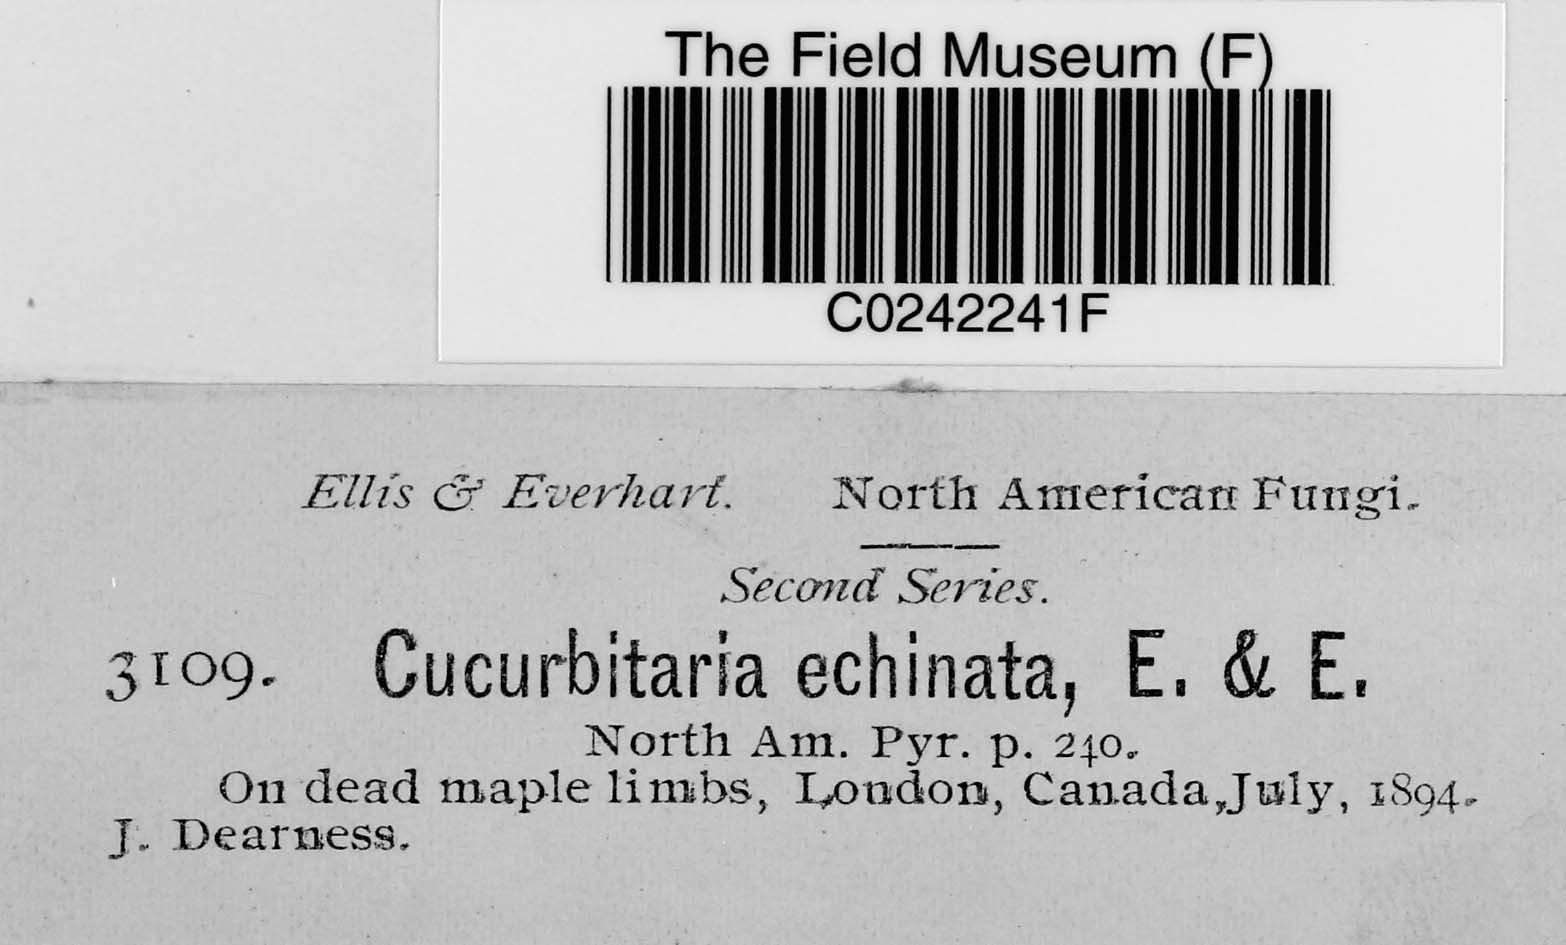 The Field Museum (F)
C0242241F
Ellis & Everhart. North American Fungi.
Second Series.
3109. Cucurbitaria echinata, E. & E.
North Am. Pyr. p. 240.
On dead maple limbs, London, Canada, July, 1894.
J. Dearness.